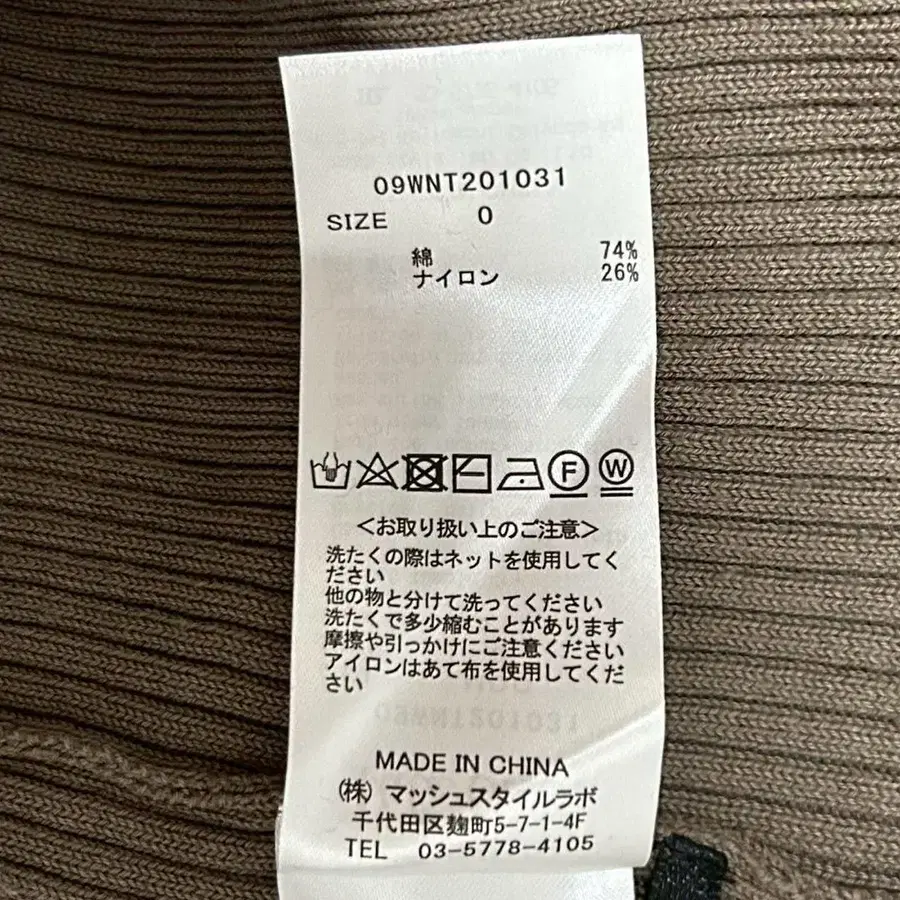 09WNT201031
SIZE 0
綿 74%
ナイロン 26%
F W
<お取り扱い上のご注意>
洗たくの際はネットを使用してく
ださい
他の物と分けて洗ってください
洗たくで多少縮むことがあります
摩擦や引っかけにご注意ください
アイロンはあて布を使用してくだ
さい
09WNT201031
MADE IN CHINA
(株) マッシュスタイルラボ
千代田区麹町5-7-1-4F
TEL 03-5778-4105